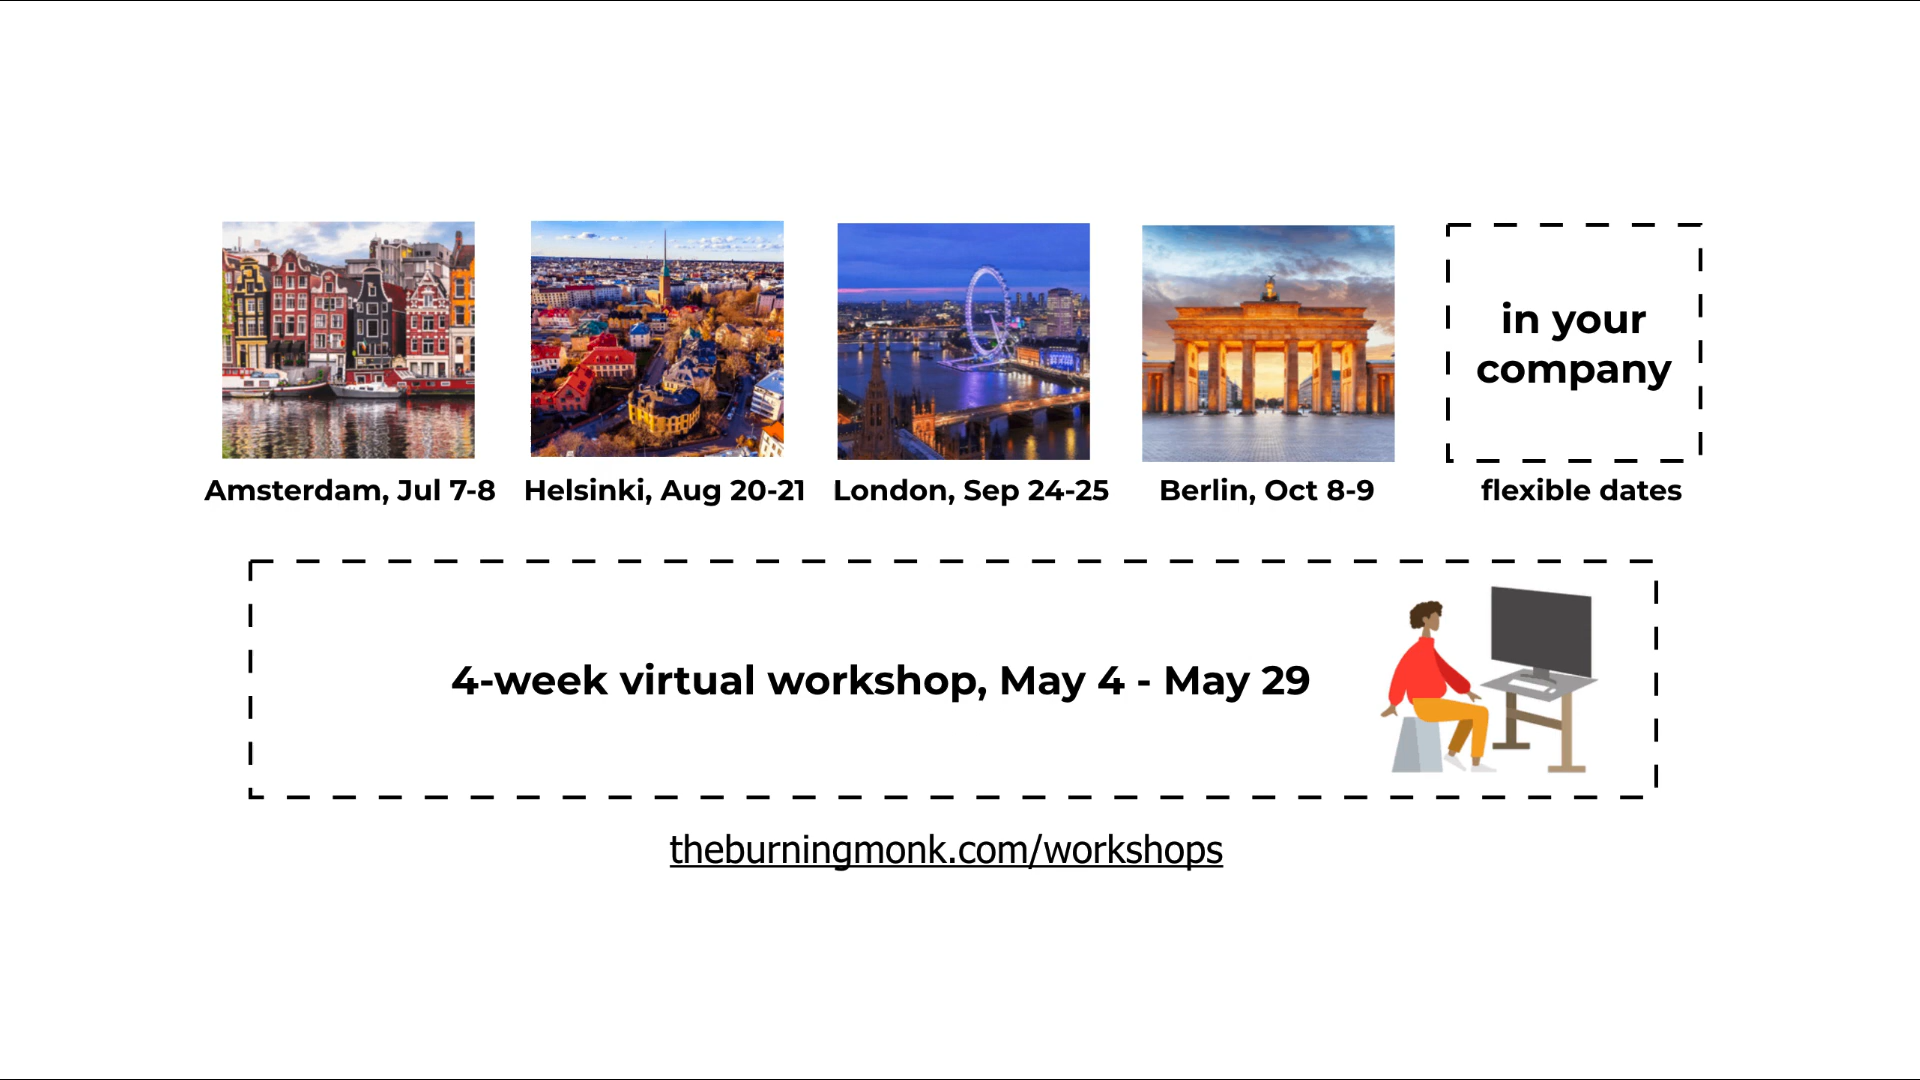 in your
company
Amsterdam, Jul 7-8
Helsinki, Aug 20-21
London, Sep 24-25
Berlin, Oct 8-9
flexible dates
4-week virtual workshop, May 4 - May 29
theburningmonk.com/workshops